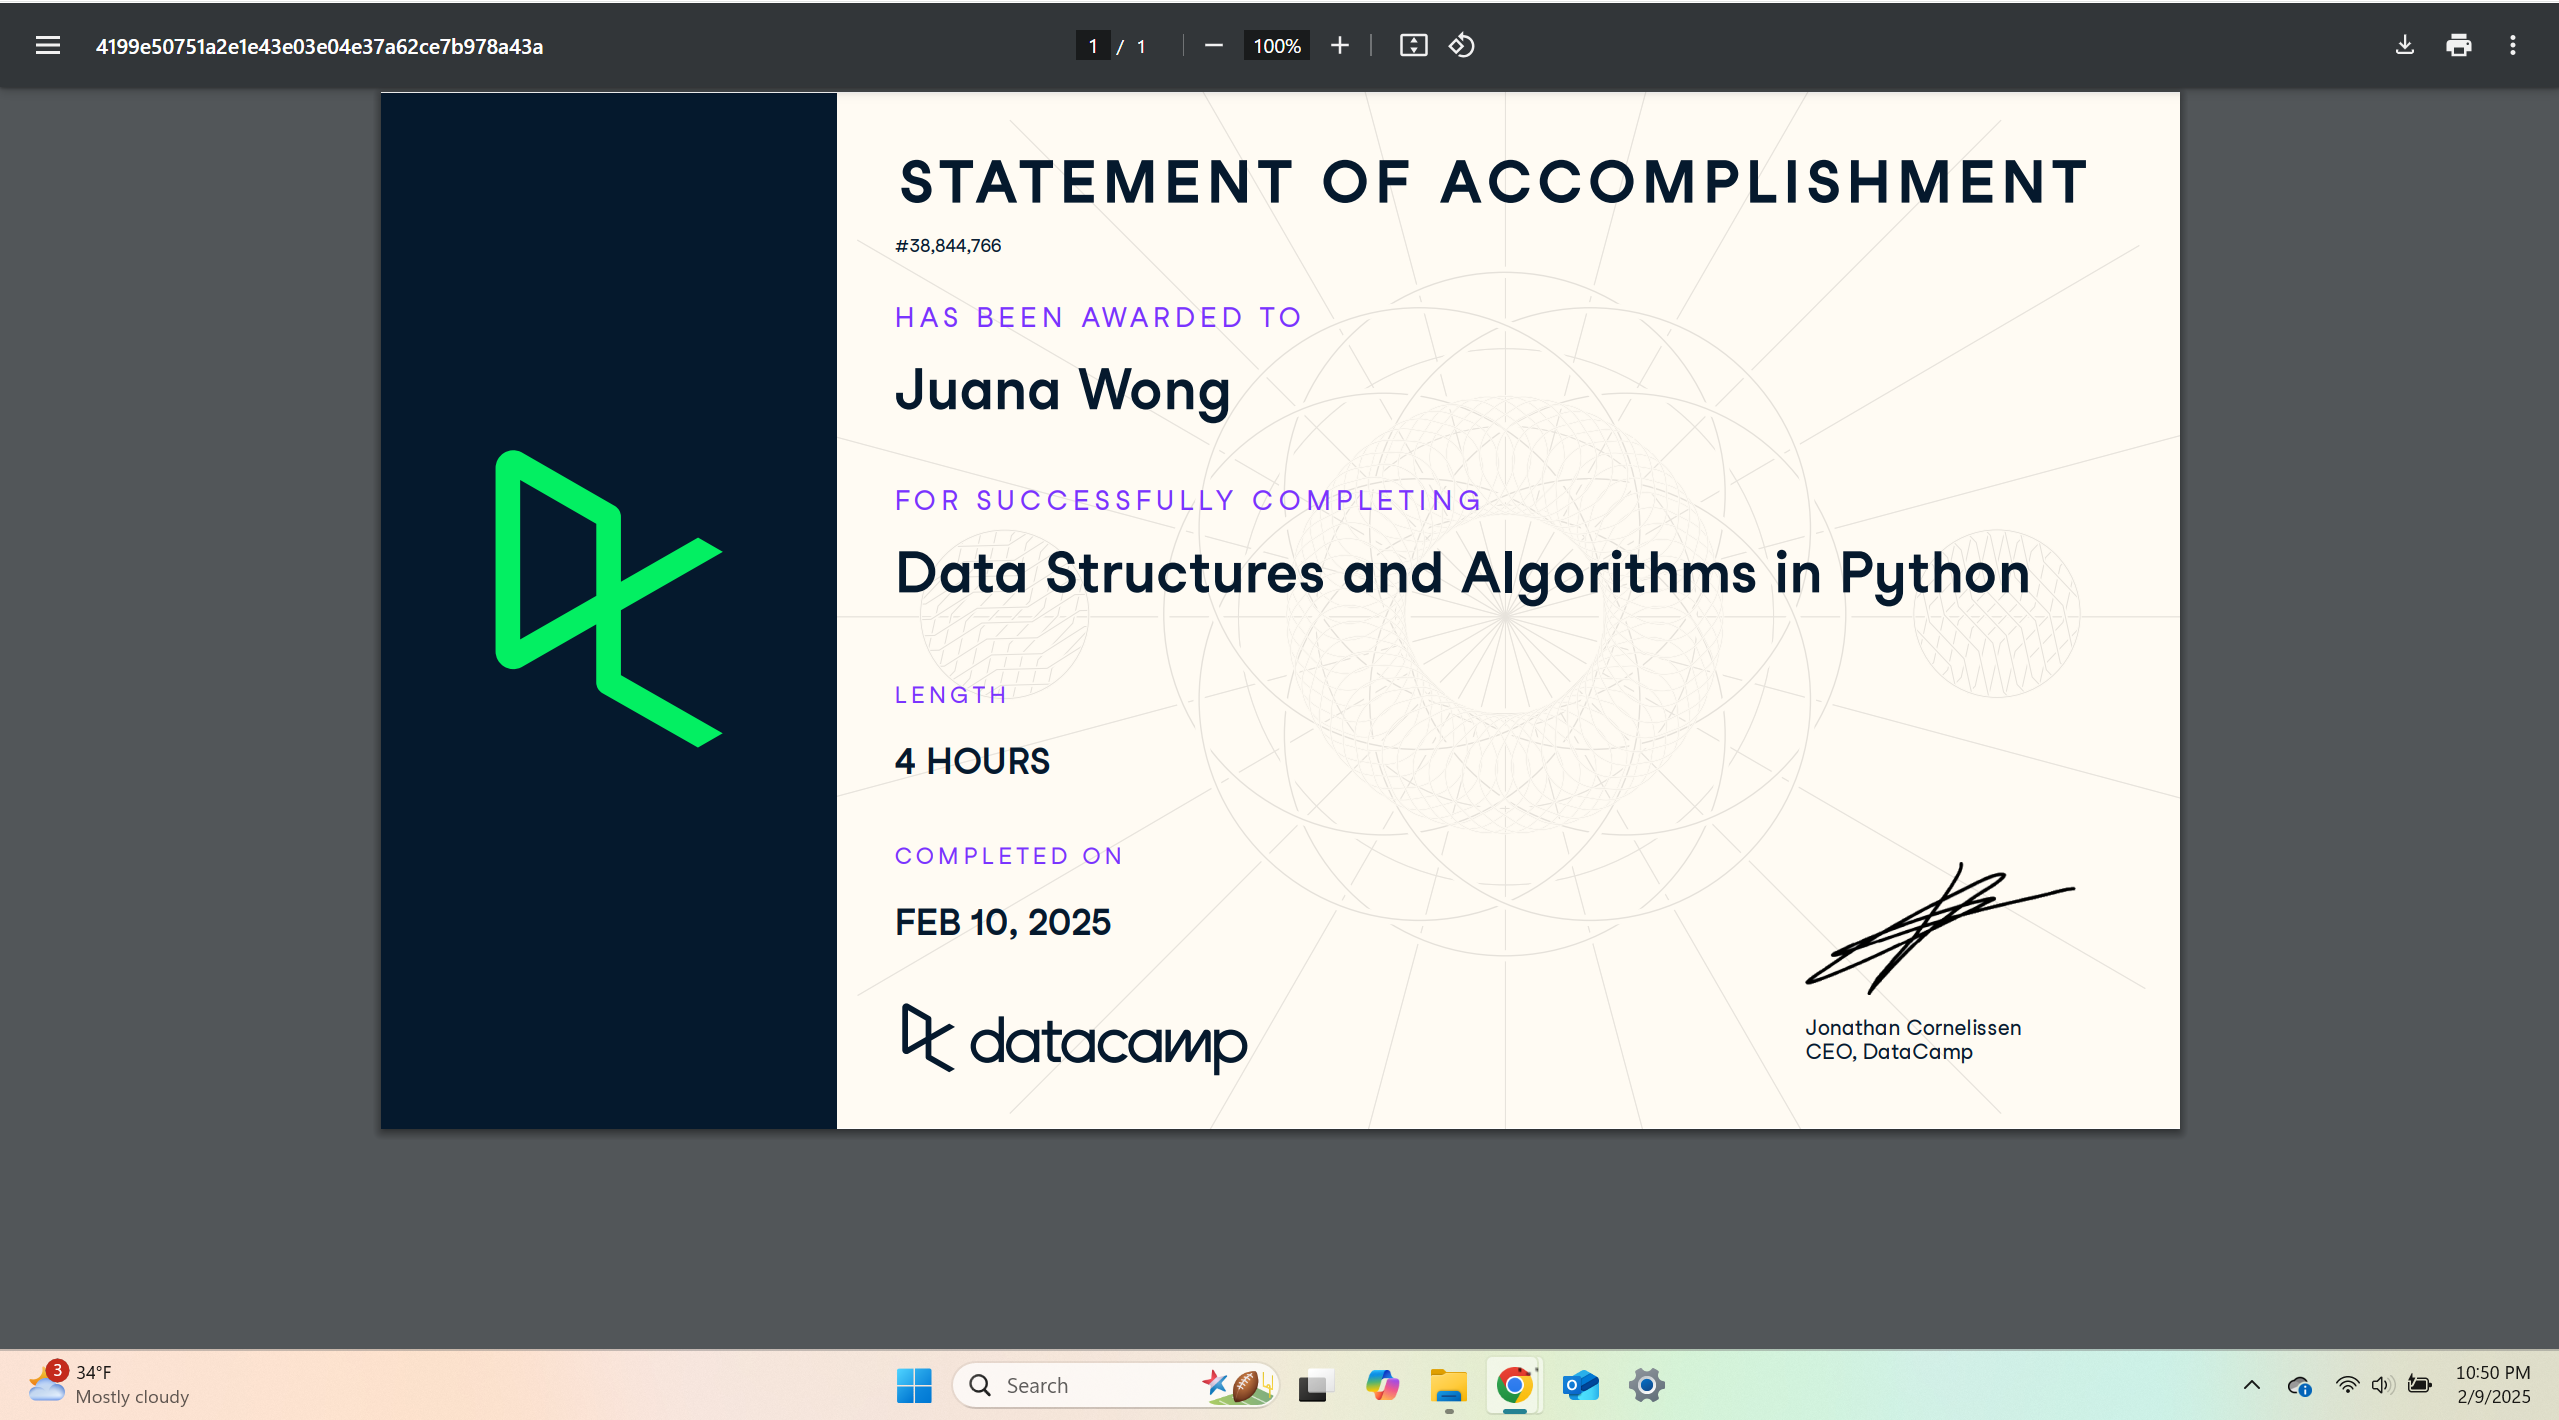 4199e50751a2e1e43e03e04e37a62ce7b978a43a
1 / 1
100%
STATEMENT OF ACCOMPLISHMENT
#38,844,766
HAS BEEN AWARDED TO
Juana Wong
FOR SUCCESSFULLY COMPLETING
Data Structures and Algorithms in Python
LENGTH
4 HOURS
COMPLETED ON
FEB 10, 2025
datacamp
Jonathan Cornelissen
CEO, DataCamp
3
34°F
Mostly cloudy
Search
10:50 PM
2/9/2025